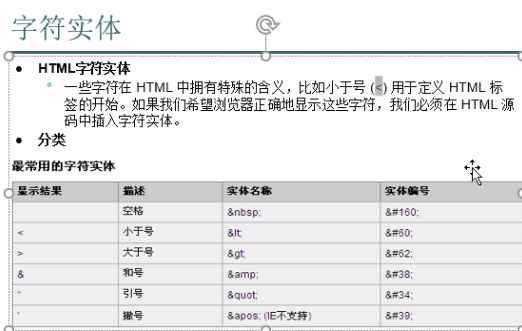 字符实体
HTML字符实体
一些字符在 HTML 中拥有特殊的含义，比如小于号 (<) 用于定义 HTML 标
签的开始。如果我们希望浏览器正确地显示这些字符，我们必须在 HTML 源
码中插入字符实体。
分类
最常用的字符实体
显示结果 描述 实体名称 实体编号
空格 &nbsp; &#160;
< 小于号 &lt; &#60;
> 大于号 &gt; &#62;
& 和号 &amp; &#38;
" 引号 &quot; &#34;
' 撇号 &apos; (IE不支持) &#39;